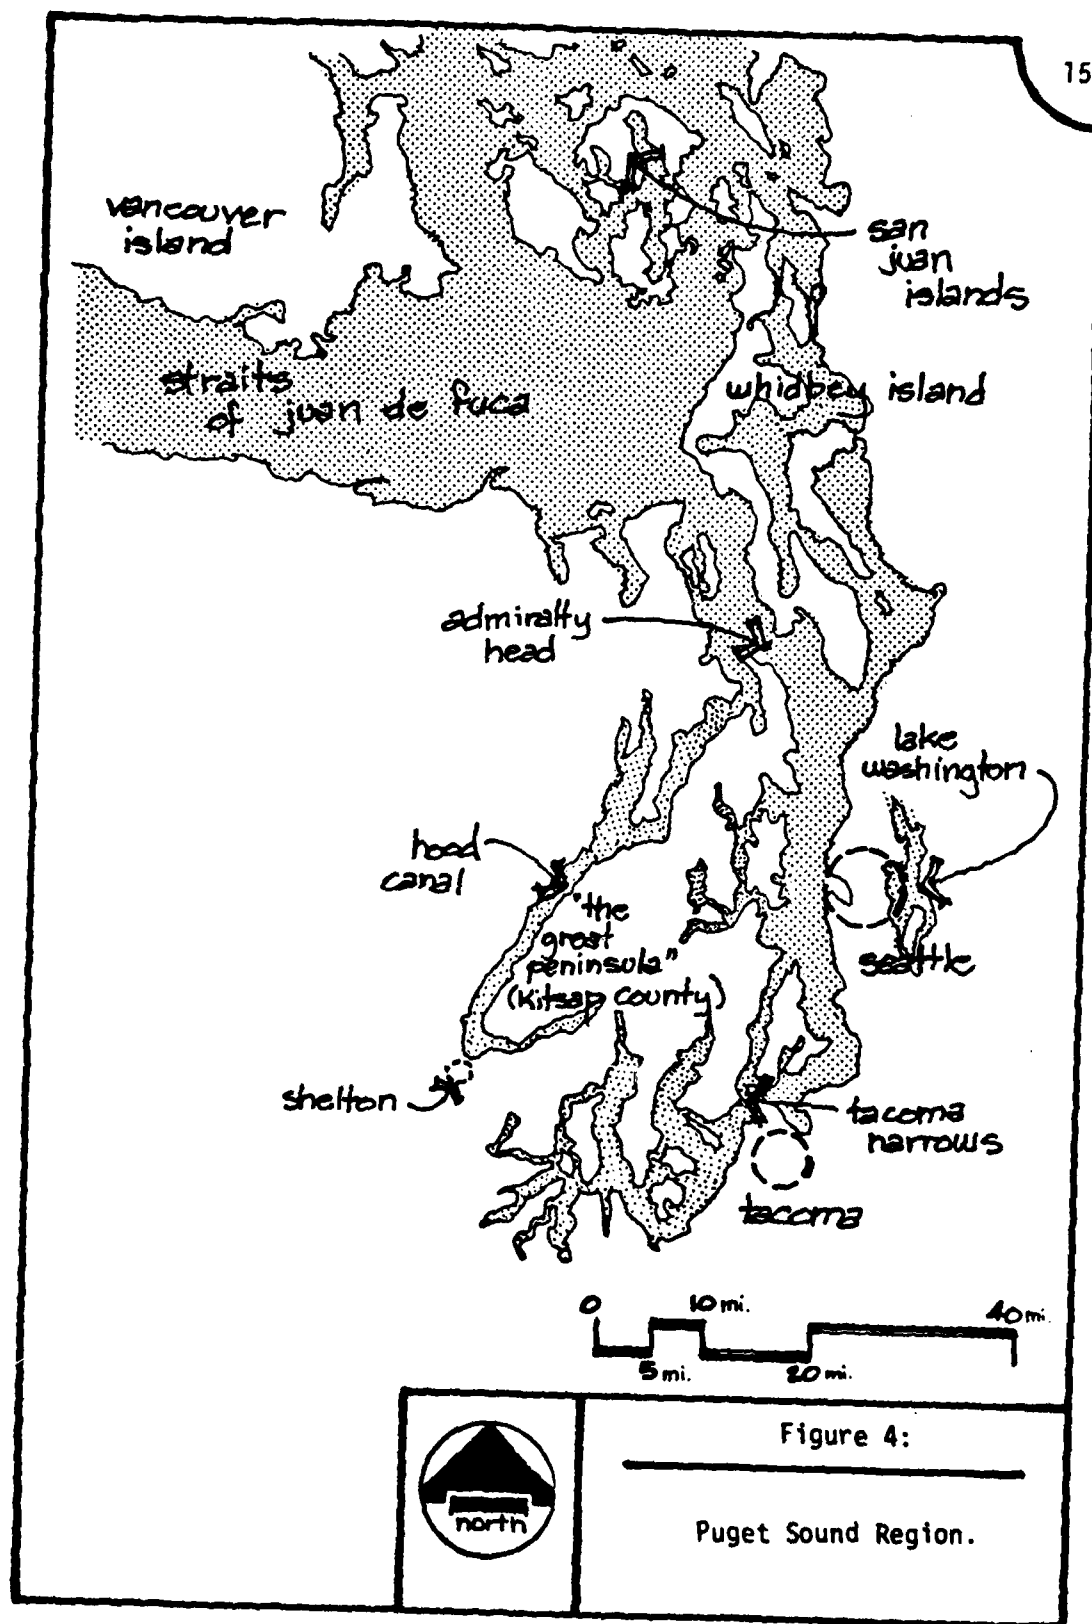 15
vancouver
island
san
juan
islands
straits
of juan de fuca
whidbey island
admiralty
head
lake
washington
hood
canal
"the
great
peninsula"
(Kitsap County)
seattle
shelton
tacoma
narrows
tacoma
0 10 mi. 40 mi.
5 mi. 20 mi.
north
Figure 4:
Puget Sound Region.